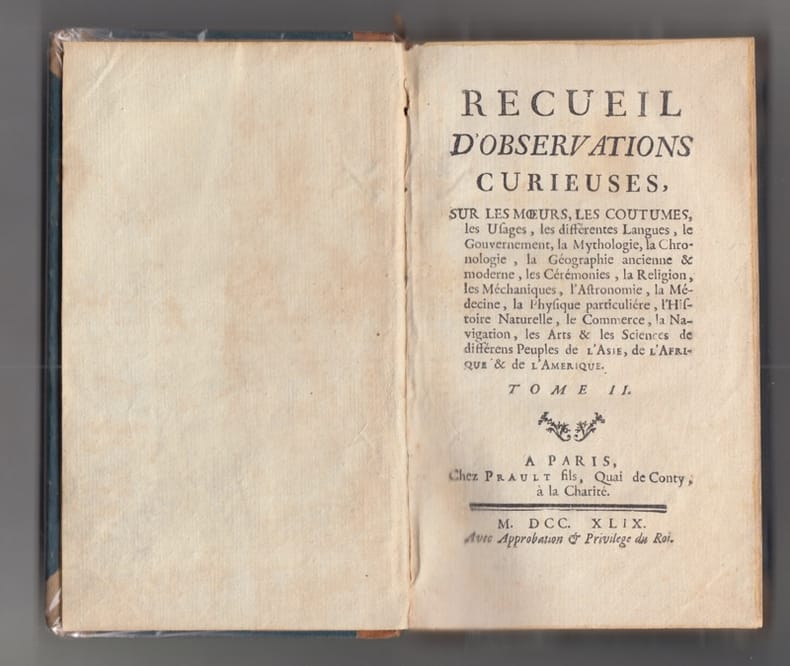 RECUEIL
D'OBSERVATIONS
CURIEUSES,
SUR LES MŒURS, LES COUTUMES,
les Uſages, les différentes Langues, le
Gouvernement, la Mythologie, la Chro-
nologie, la Géographie ancienne &
moderne, les Cérémonies, la Religion,
les Méchaniques, l'Aſtronomie, la Mé-
decine, la Phyſique particuliére, l'Hiſ-
toire Naturelle, le Commerce, la Na-
vigation, les Arts & les Sciences de
différens Peuples de L'ASIE, de L'AFRI-
QUE & de L'AMERIQUE.
TOME II.
A PARIS,
Chez PRAULT fils, Quai de Conty,
à la Charité.
M. DCC. XLIX.
Avec Approbation & Privilege du Roi.